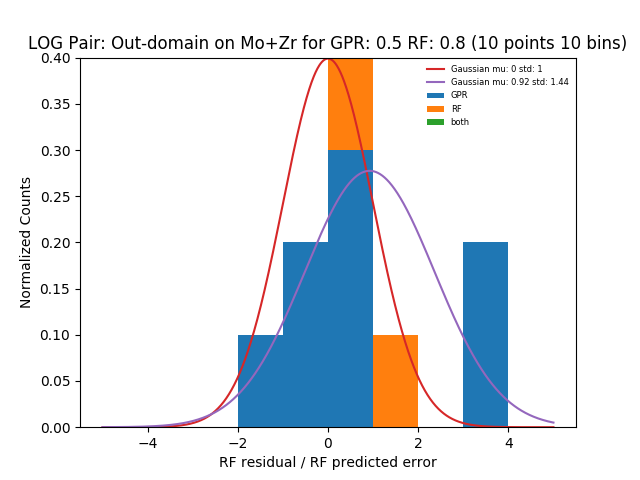 LOG Pair: Out-domain on Mo+Zr for GPR: 0.5 RF: 0.8 (10 points 10 bins)
Gaussian mu: 0 std: 1
Gaussian mu: 0.92 std: 1.44
GPR
RF
both
Normalized Counts
0.40
0.35
0.30
0.25
0.20
0.15
0.10
0.05
0.00
−4 −2 0 2 4
RF residual / RF predicted error